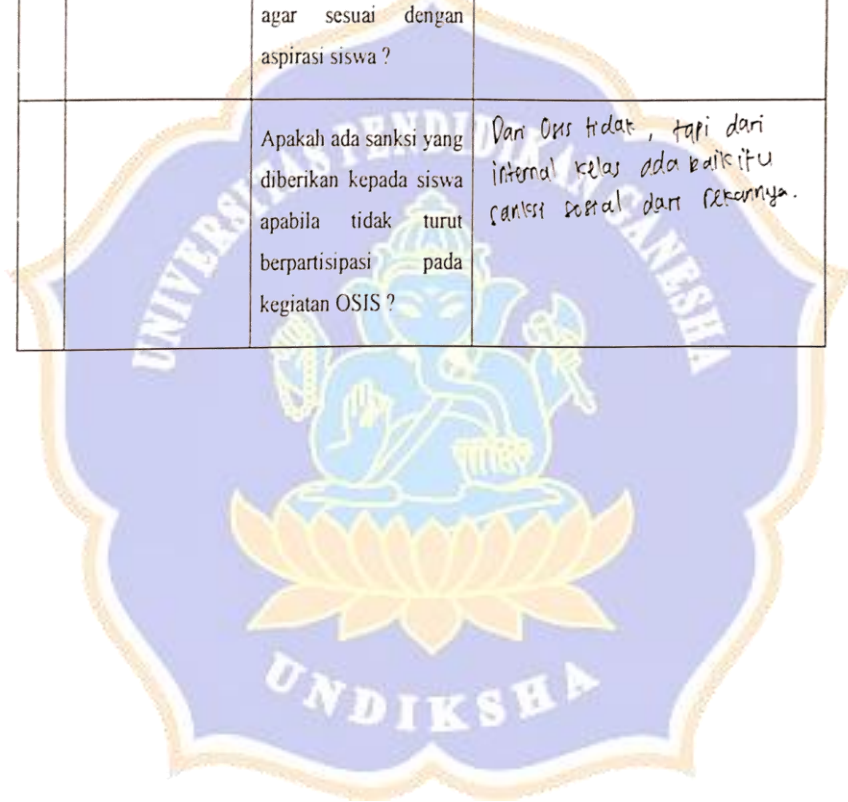 agar sesuai dengan
aspirasi siswa ?
Apakah ada sanksi yang
diberikan kepada siswa
apabila tidak turut
berpartisipasi pada
kegiatan OSIS ?
Dari Osis tidak, tapi dari
internal kelas ada baik itu
sanksi sosial dari rekannya.
UNIVERSITAS PENDIDIKAN GANESHA
UNDIKSHA